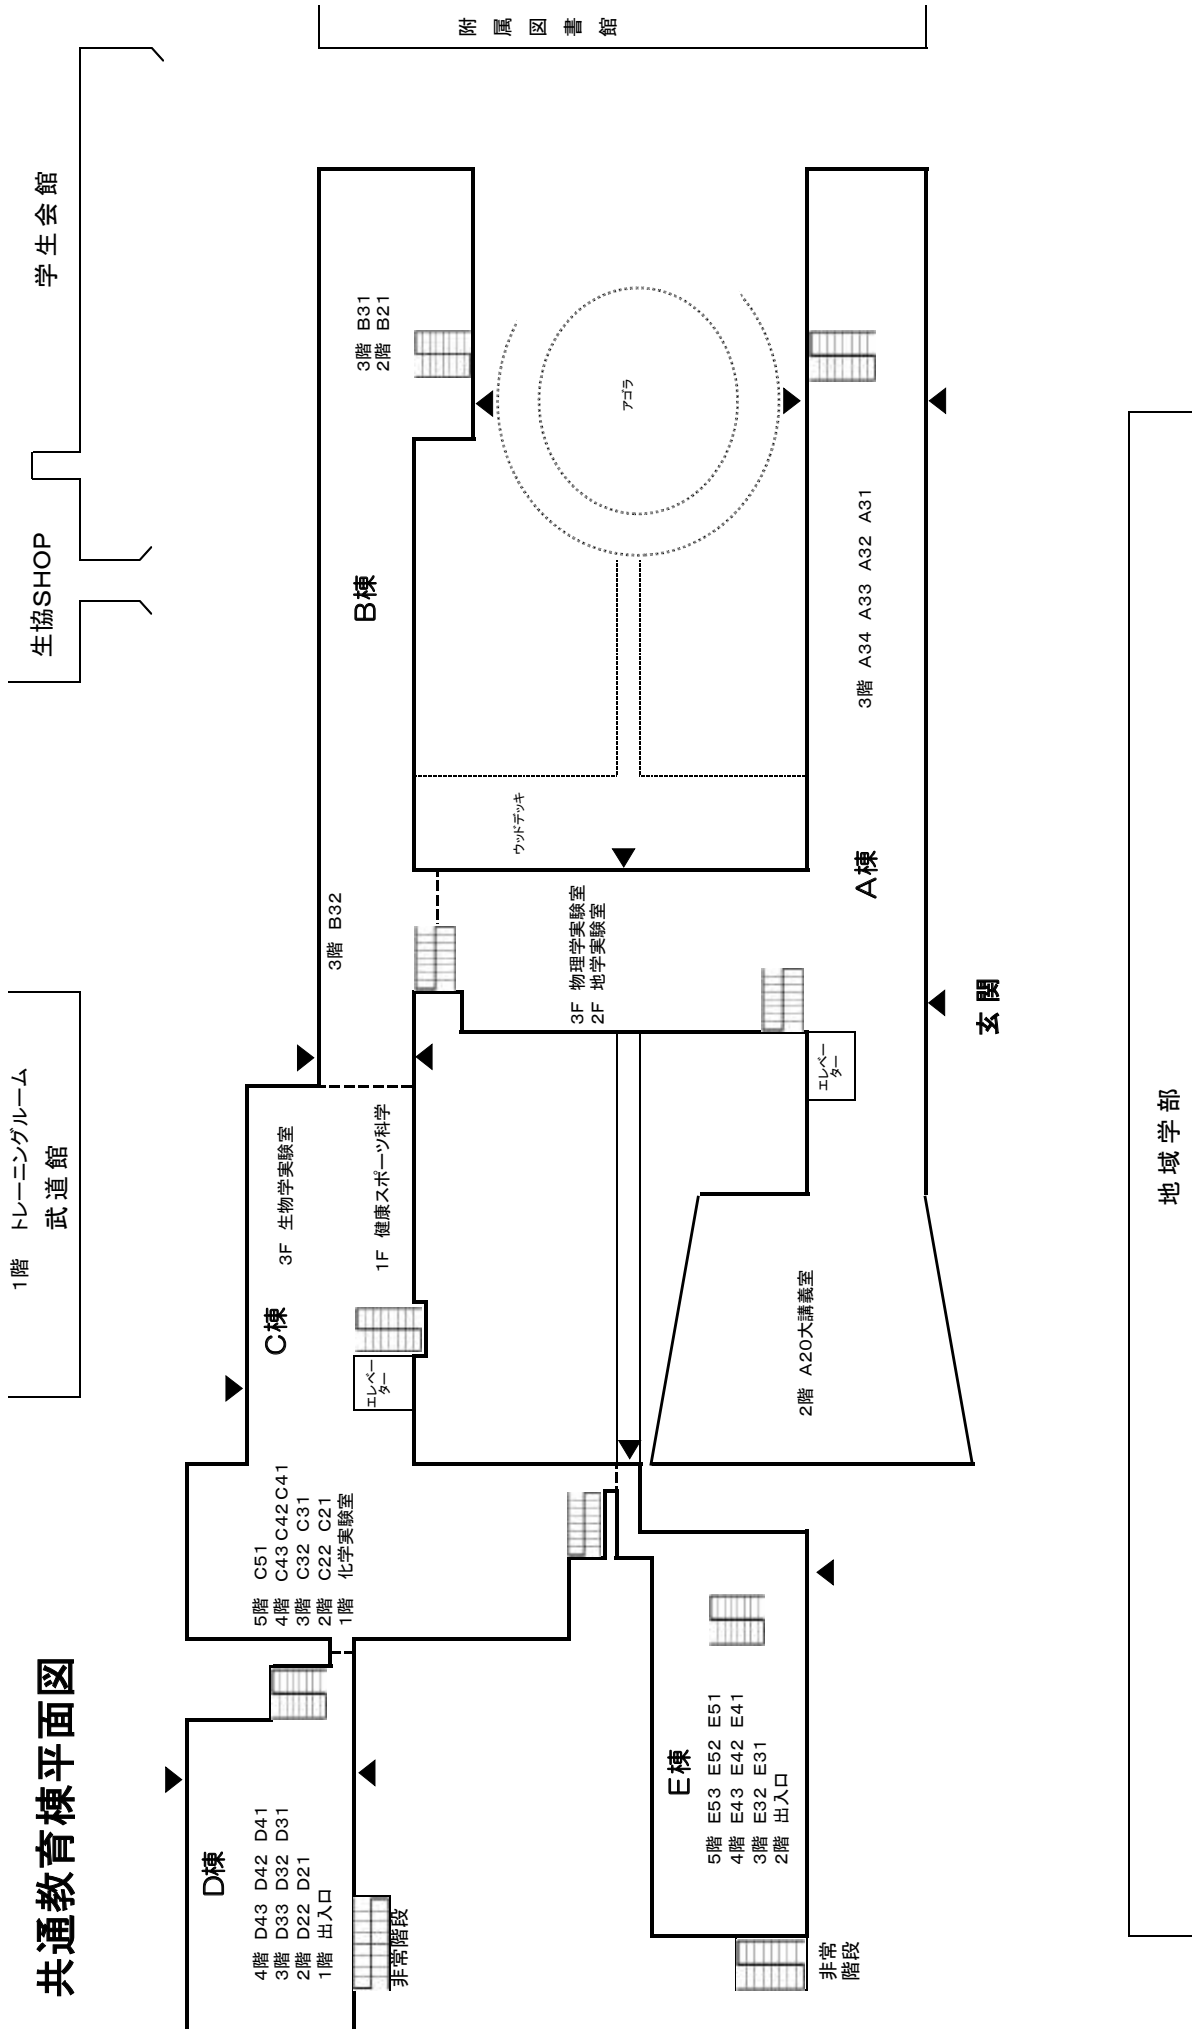 共通教育棟平面図
1階 トレーニングルーム
武道館
生協SHOP
学生会館
附属図書館
D棟
4階 D43 D42 D41
3階 D33 D32 D31
2階 D22 D21
1階 出入口
非常階段
5階 C51
4階 C43 C42 C41
3階 C32 C31
2階 C22 C21
1階 化学実験室
C棟
エレベーター
3F 生物学実験室
1F 健康スポーツ科学
3階 B32
B棟
3階 B31
2階 B21
ウッドデッキ
アゴラ
3F 物理学実験室
2F 地学実験室
E棟
5階 E53 E52 E51
4階 E43 E42 E41
3階 E32 E31
2階 出入口
非常
階段
2階 A20大講義室
エレベーター
A棟
3階 A34 A33 A32 A31
玄関
地域学部